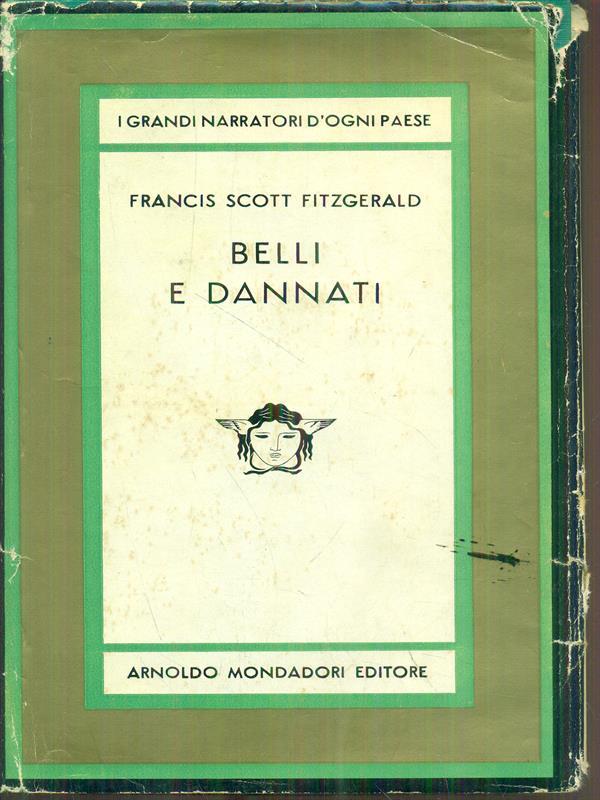 I GRANDI NARRATORI D'OGNI PAESE
FRANCIS SCOTT FITZGERALD
BELLI
E DANNATI
ARNOLDO MONDADORI EDITORE